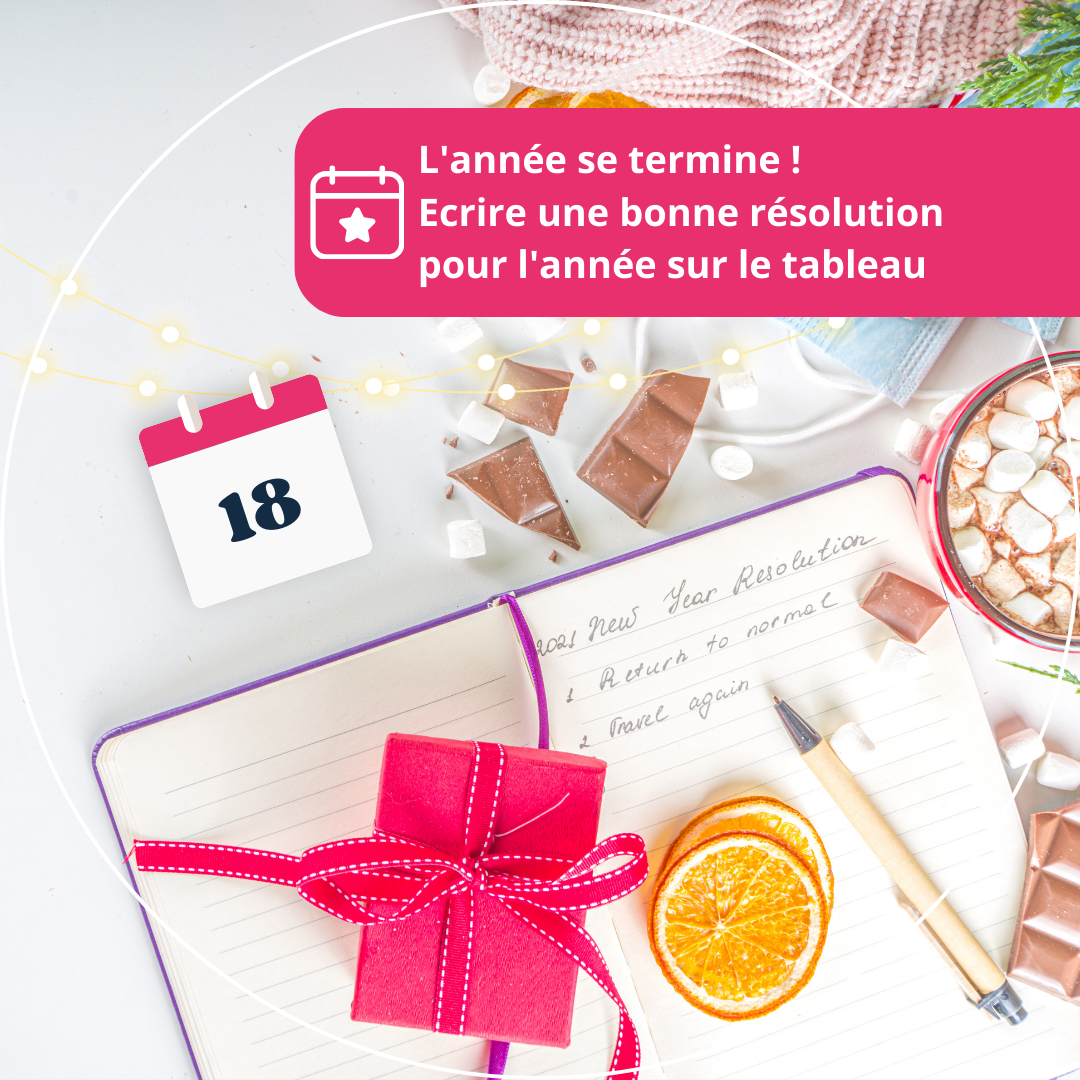 L'année se termine !
Ecrire une bonne résolution
pour l'année sur le tableau
18
2021 New Year Resolution
1 Return to normal
2 Travel again